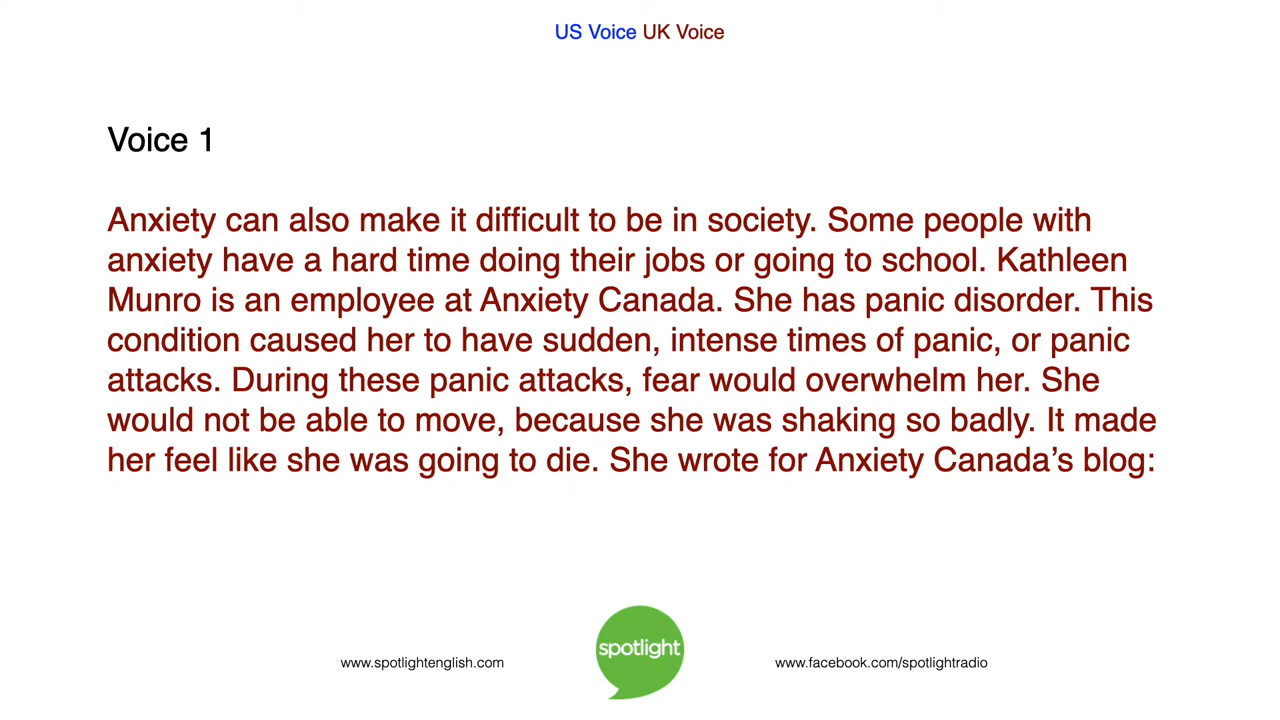 US Voice UK Voice
Voice 1
Anxiety can also make it difficult to be in society. Some people with
anxiety have a hard time doing their jobs or going to school. Kathleen
Munro is an employee at Anxiety Canada. She has panic disorder. This
condition caused her to have sudden, intense times of panic, or panic
attacks. During these panic attacks, fear would overwhelm her. She
would not be able to move, because she was shaking so badly. It made
her feel like she was going to die. She wrote for Anxiety Canada’s blog:
spotlight
www.spotlightenglish.com
www.facebook.com/spotlightradio